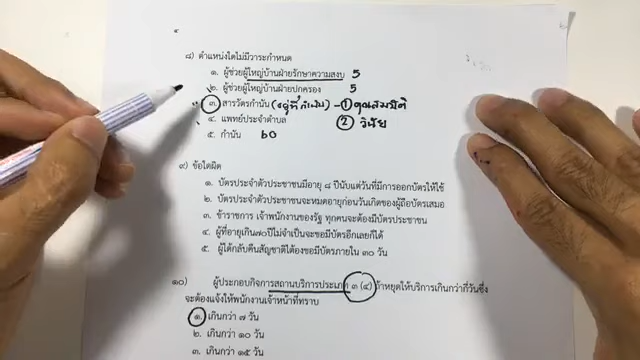 ๘) ตำแหน่งใดไม่มีวาระกำหนด
๑. ผู้ช่วยผู้ใหญ่บ้านฝ่ายรักษาความสงบ 5
๒. ผู้ช่วยผู้ใหญ่บ้านฝ่ายปกครอง 5
๓. สารวัตรกำนัน (อยู่ที่กำนัน) - ① คุณสมบัติ
๔. แพทย์ประจำตำบล ② วินัย
๕. กำนัน ๖๐
๙) ข้อใดผิด
๑. บัตรประจำตัวประชาชนมีอายุ ๘ ปีนับแต่วันที่มีการออกบัตรให้ใช้
๒. บัตรประจำตัวประชาชนจะหมดอายุก่อนวันเกิดของผู้ถือบัตรเสมอ
๓. ข้าราชการ เจ้าพนักงานของรัฐ ทุกคนจะต้องมีบัตรประชาชน
๔. ผู้ที่อายุเกิน๗๐ปีไม่จำเป็นจะขอมีบัตรอีกเลยก็ได้
๕. ผู้ได้กลับคืนสัญชาติได้ต้องขอมีบัตรภายใน ๓๐ วัน
๑๐) ผู้ประกอบกิจการสถานบริการประเภท ๓ (๔) ถ้าหยุดให้บริการเกินกว่ากี่วันซึ่ง
จะต้องแจ้งให้พนักงานเจ้าหน้าที่ทราบ
๑. เกินกว่า ๗ วัน
๒. เกินกว่า ๑๐ วัน
๓. เกินกว่า ๑๕ วัน